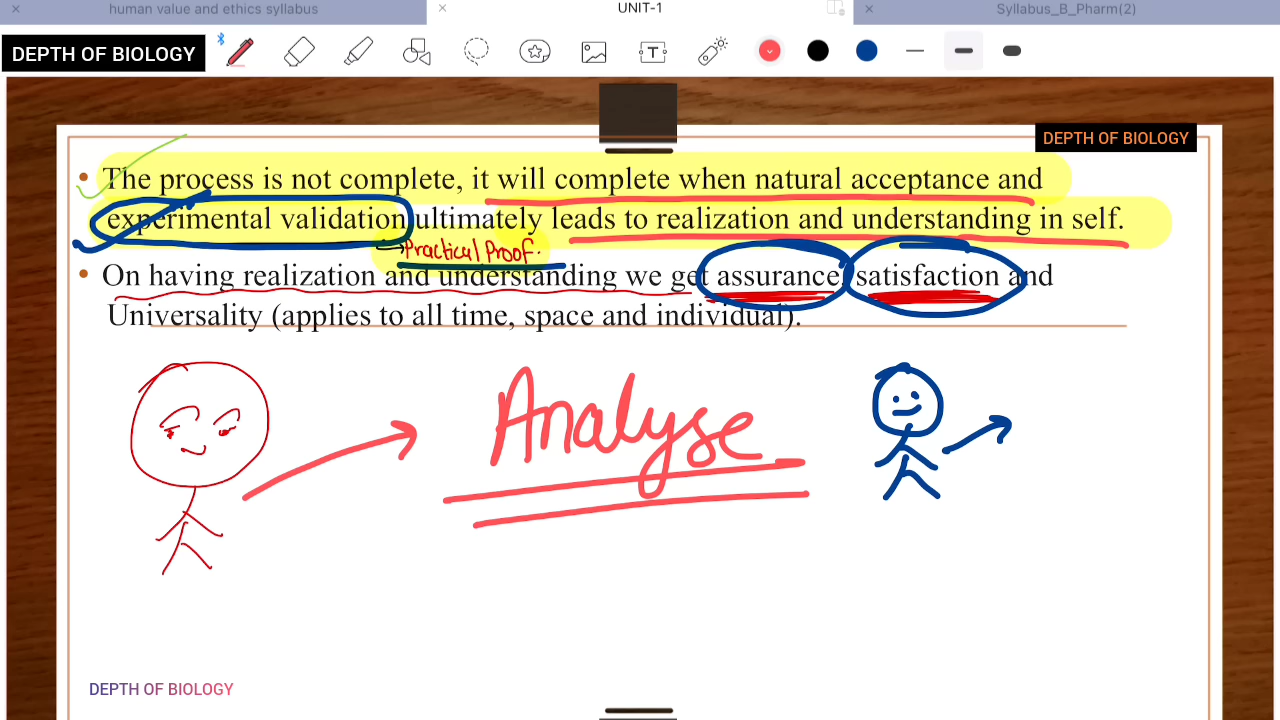 human value and ethics syllabus
UNIT-1
Syllabus_B_Pharm(2)
DEPTH OF BIOLOGY
T
DEPTH OF BIOLOGY
• The process is not complete, it will complete when natural acceptance and
experimental validation ultimately leads to realization and understanding in self.
→Practical Proof.
• On having realization and understanding we get assurance, satisfaction and
Universality (applies to all time, space and individual).
Analyse
DEPTH OF BIOLOGY